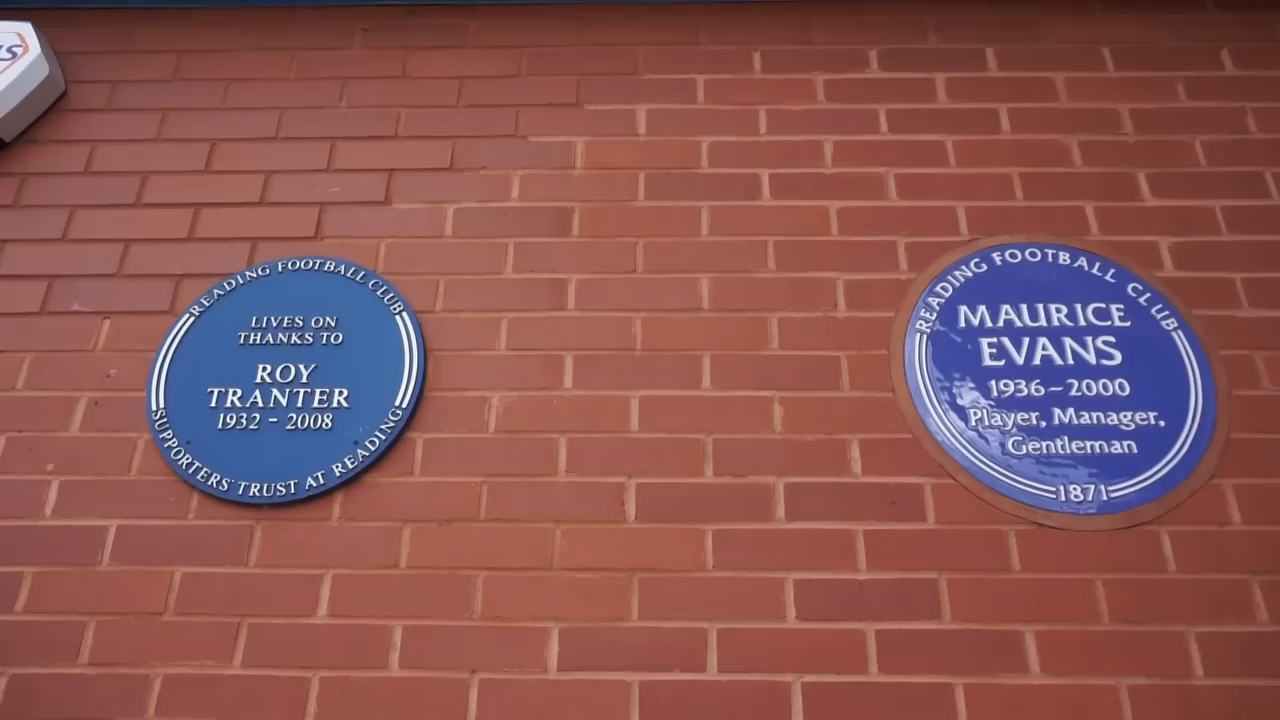 READING FOOTBALL CLUB
LIVES ON
THANKS TO
ROY
TRANTER
1932 - 2008
SUPPORTERS' TRUST AT READING
READING FOOTBALL CLUB
MAURICE
EVANS
1936-2000
Player, Manager,
Gentleman
1871